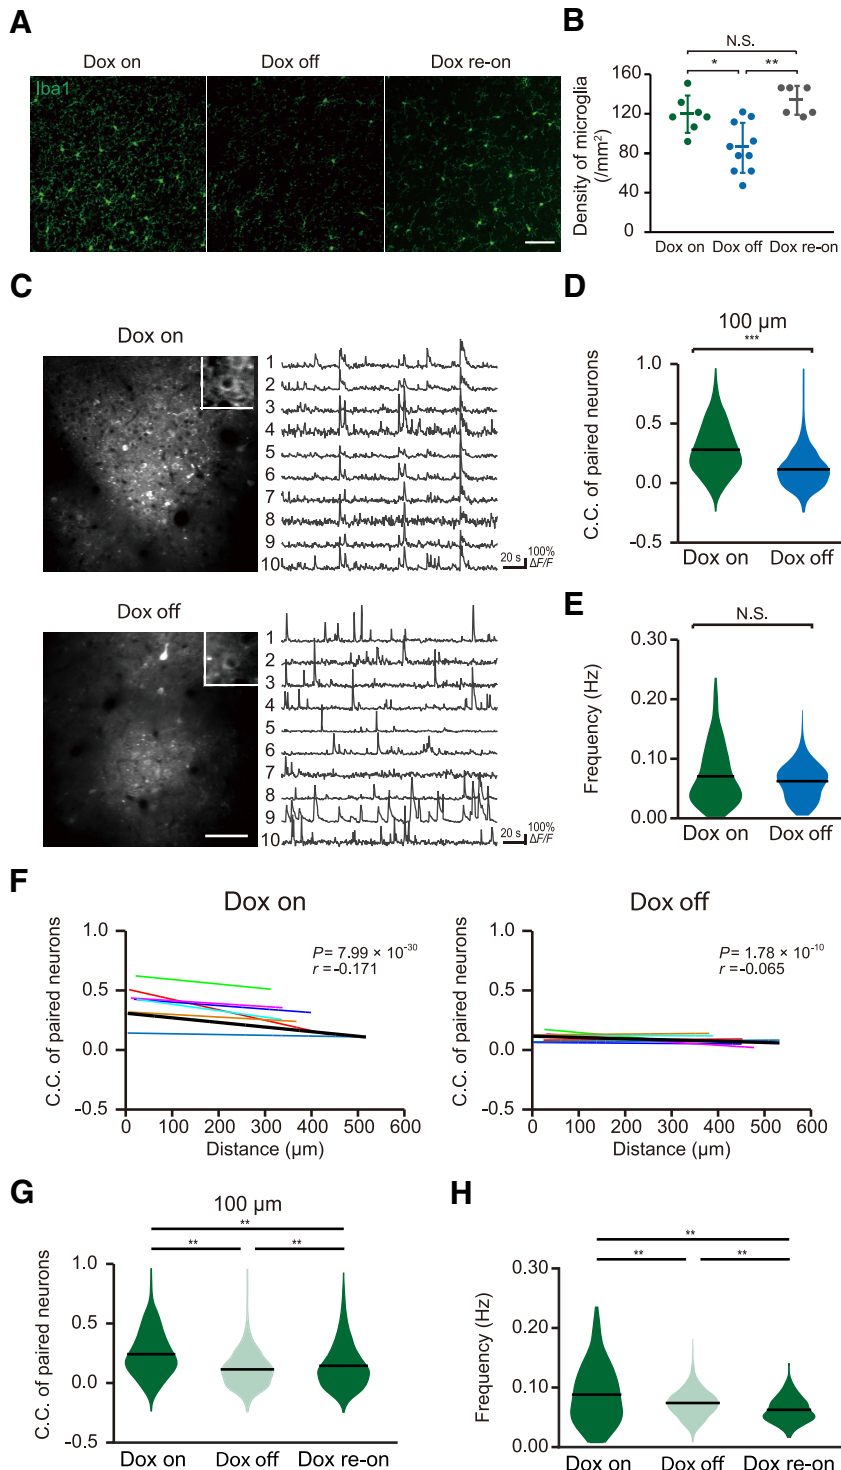 A
Dox on
Dox off
Dox re-on
Iba1
B
N.S.
*
**
Density of microglia
(/mm2)
160
120
80
40
0
Dox on
Dox off
Dox re-on
C
Dox on
1
2
3
4
5
6
7
8
9
10
20 s
100%
ΔF/F
Dox off
1
2
3
4
5
6
7
8
9
10
20 s
100%
ΔF/F
D
100 µm
***
C.C. of paired neurons
1.0
0.5
0.0
-0.5
Dox on
Dox off
E
N.S.
Frequency (Hz)
0.30
0.20
0.10
0.00
Dox on
Dox off
F
Dox on
C.C. of paired neurons
1.0
0.5
0.0
-0.5
P= 7.99 × 10-30
r = -0.171
0 100 200 300 400 500 600
Distance (µm)
Dox off
C.C. of paired neurons
1.0
0.5
0.0
-0.5
P= 1.78 × 10-10
r = -0.065
0 100 200 300 400 500 600
Distance (µm)
G
100 µm
**
**
**
C.C. of paired neurons
1.0
0.5
0.0
-0.5
Dox on
Dox off
Dox re-on
H
**
**
**
Frequency (Hz)
0.30
0.20
0.10
0.00
Dox on
Dox off
Dox re-on